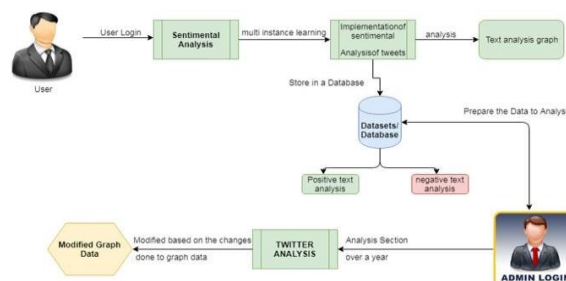 User Login
Sentimental
Analysis
multi instance learning
Implementationof
sentimental
Analysisof tweets
analysis
Text analysis graph
User
Store in a Database
Prepare the Data to Analys
Datasets/
Database
Positive text
analysis
negative text
analysis
Modified Graph
Data
Modified based on the changes
done to graph data
TWITTER
ANALYSIS
Analysis Section
over a year
ADMIN LOGIN